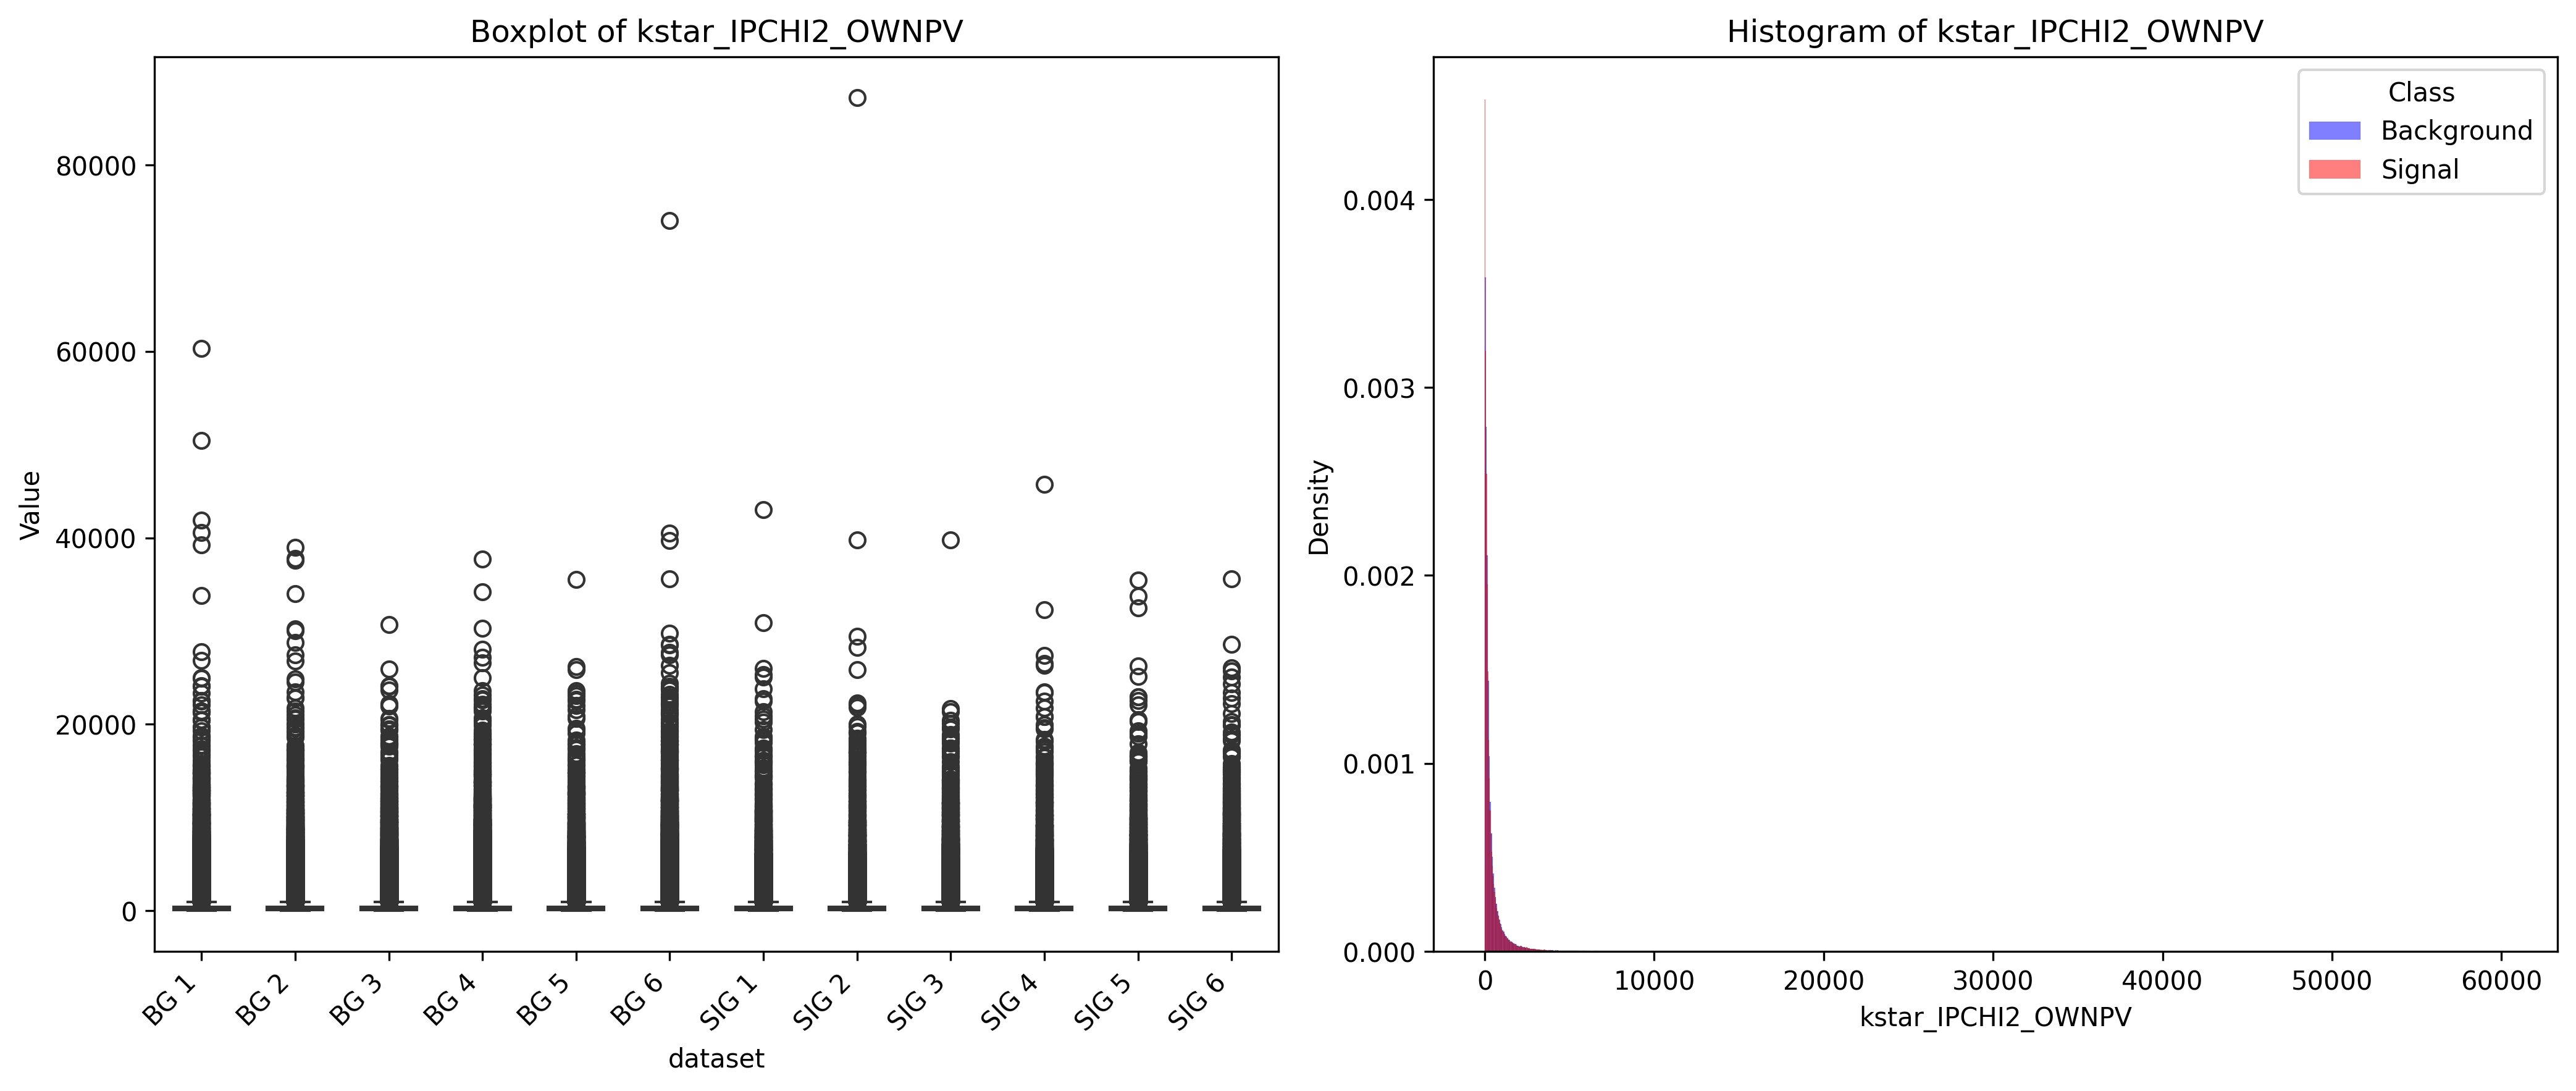 Boxplot of kstar_IPCHI2_OWNPV
Value
80000
60000
40000
20000
0
BG 1
BG 2
BG 3
BG 4
BG 5
BG 6
SIG 1
SIG 2
SIG 3
SIG 4
SIG 5
SIG 6
dataset
Histogram of kstar_IPCHI2_OWNPV
Class
Background
Signal
Density
0.004
0.003
0.002
0.001
0.000
0
10000
20000
30000
40000
50000
60000
kstar_IPCHI2_OWNPV